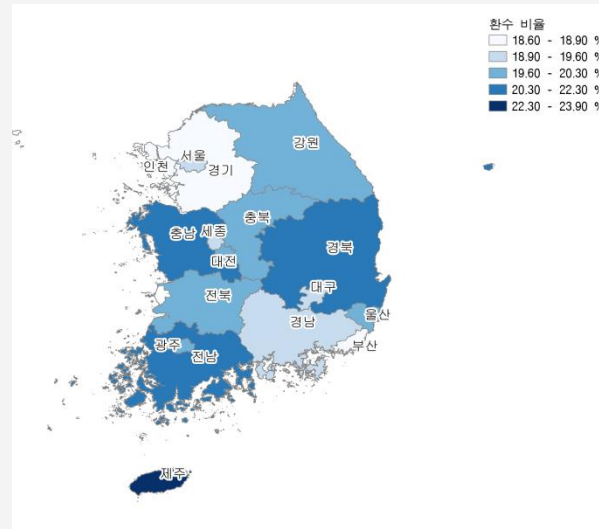 환수 비율
18.60 - 18.90 %
18.90 - 19.60 %
19.60 - 20.30 %
20.30 - 22.30 %
22.30 - 23.90 %
강원
서울
인천
경기
충북
충남
세종
경북
대전
대구
전북
울산
경남
부산
광주
전남
제주